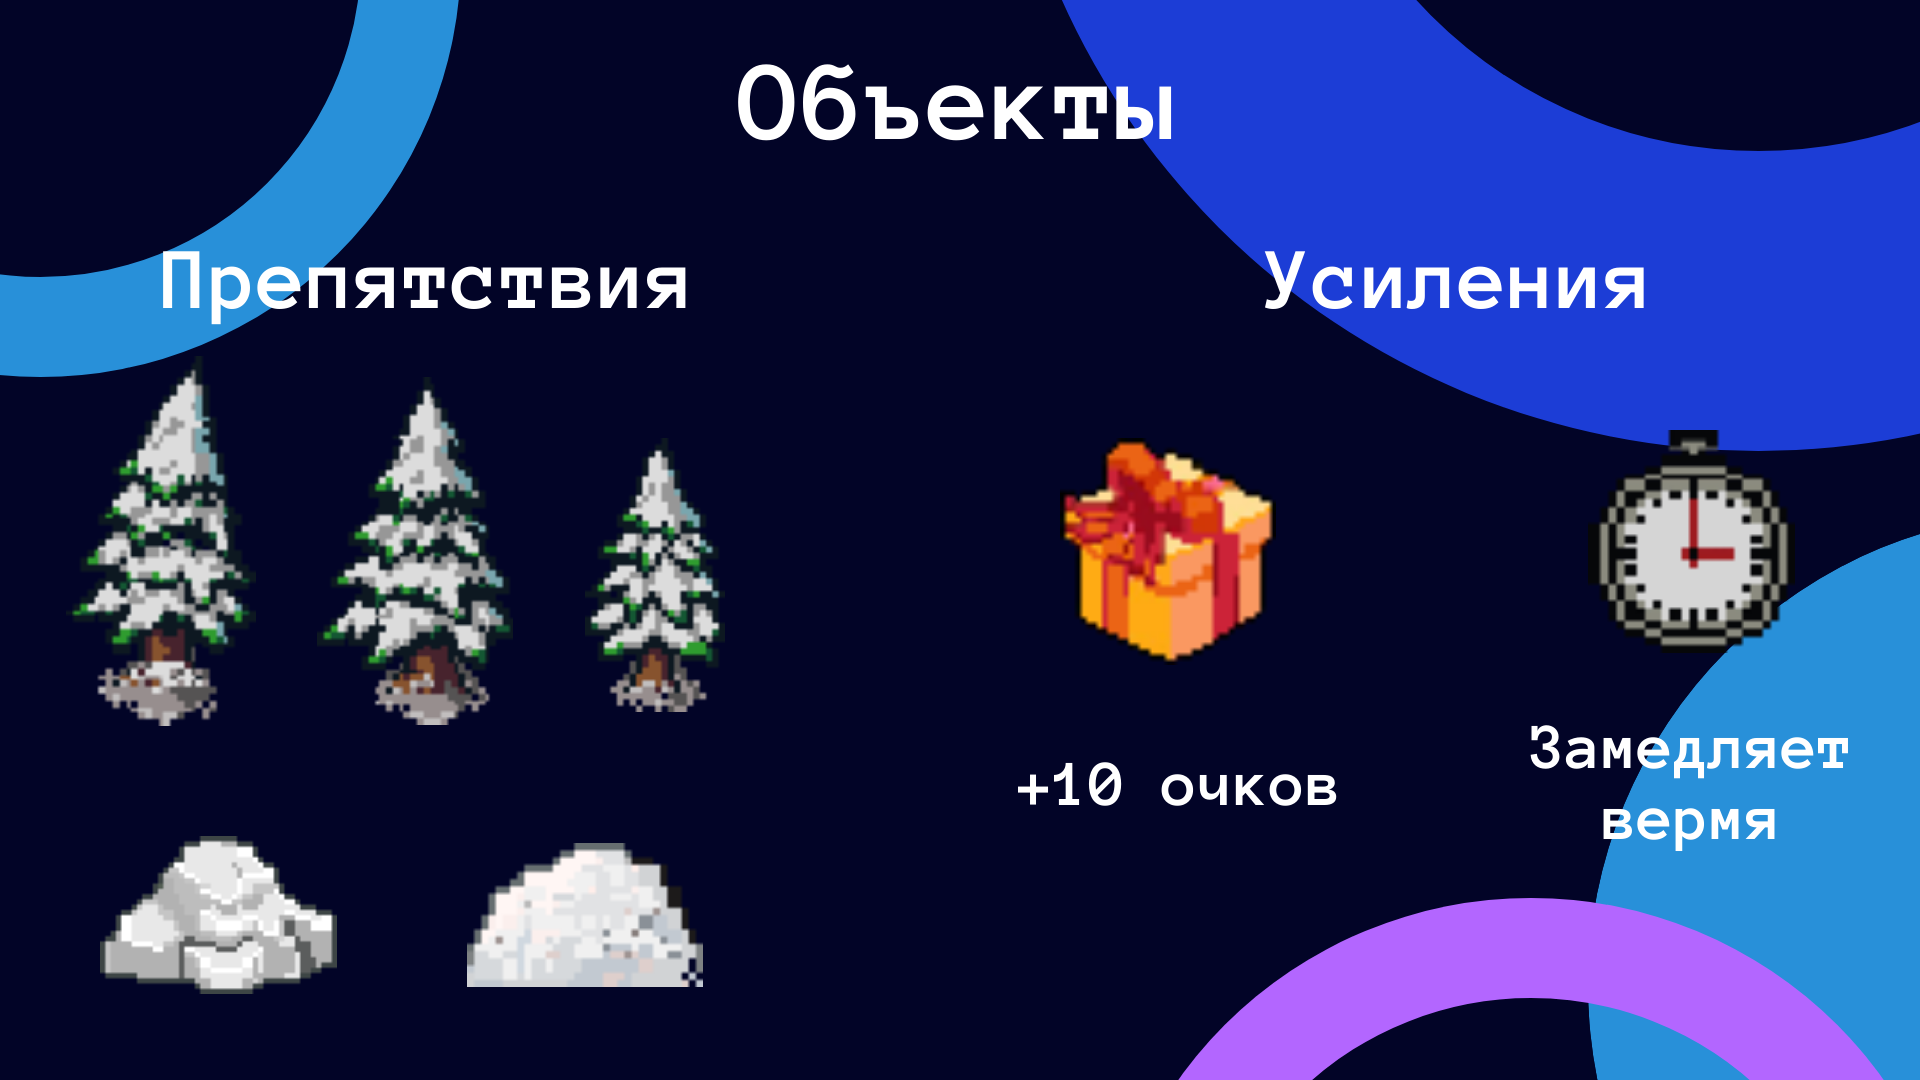 Объекты
Препятствия
Усиления
+10 очков
Замедляет
вермя